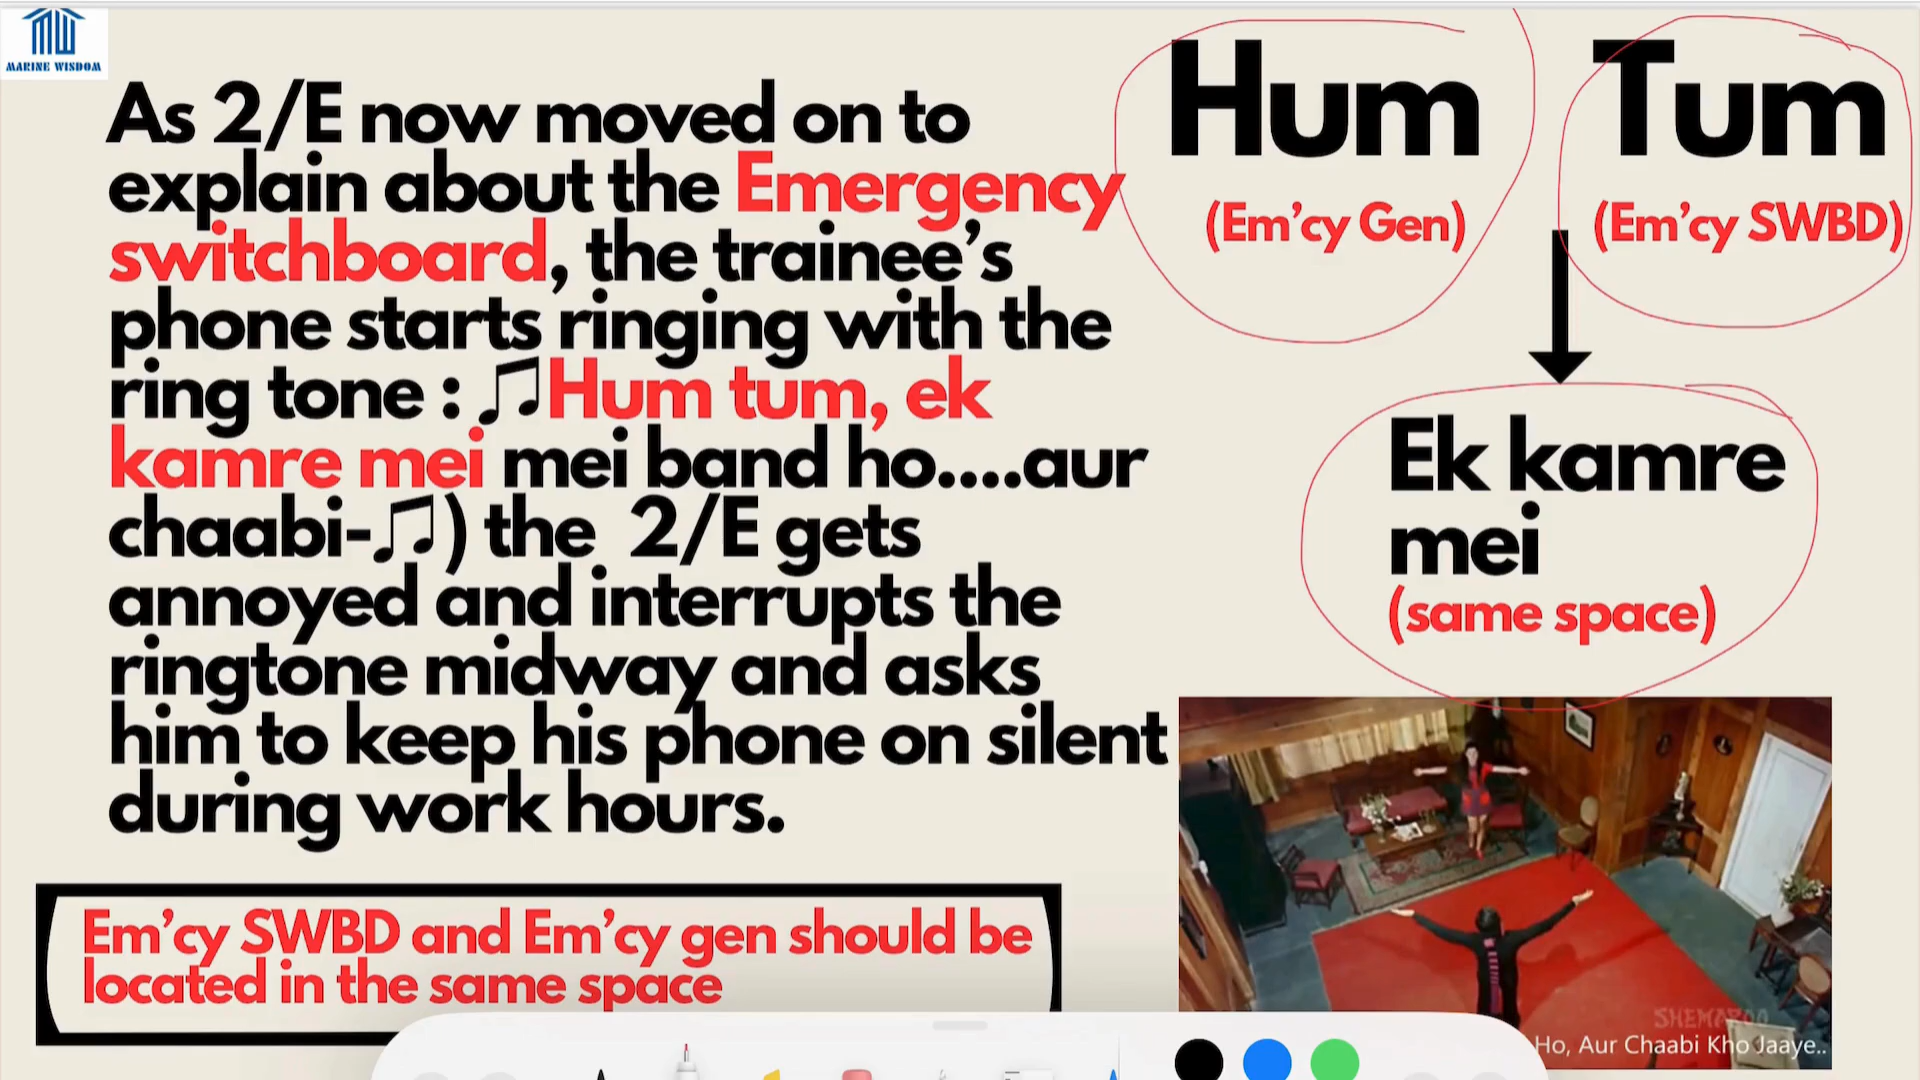 MARINE WISDOM
As 2/E now moved on to
explain about the Emergency
switchboard, the trainee's
phone starts ringing with the
ring tone : 🎵Hum tum, ek
kamre mei mei band ho....aur
chaabi-🎵) the 2/E gets
annoyed and interrupts the
ringtone midway and asks
him to keep his phone on silent
during work hours.
Em'cy SWBD and Em'cy gen should be
located in the same space
Hum
(Em'cy Gen)
Tum
(Em'cy SWBD)
Ek kamre
mei
(same space)
SHEMAROO
Ho, Aur Chaabi Kho Jaaye..